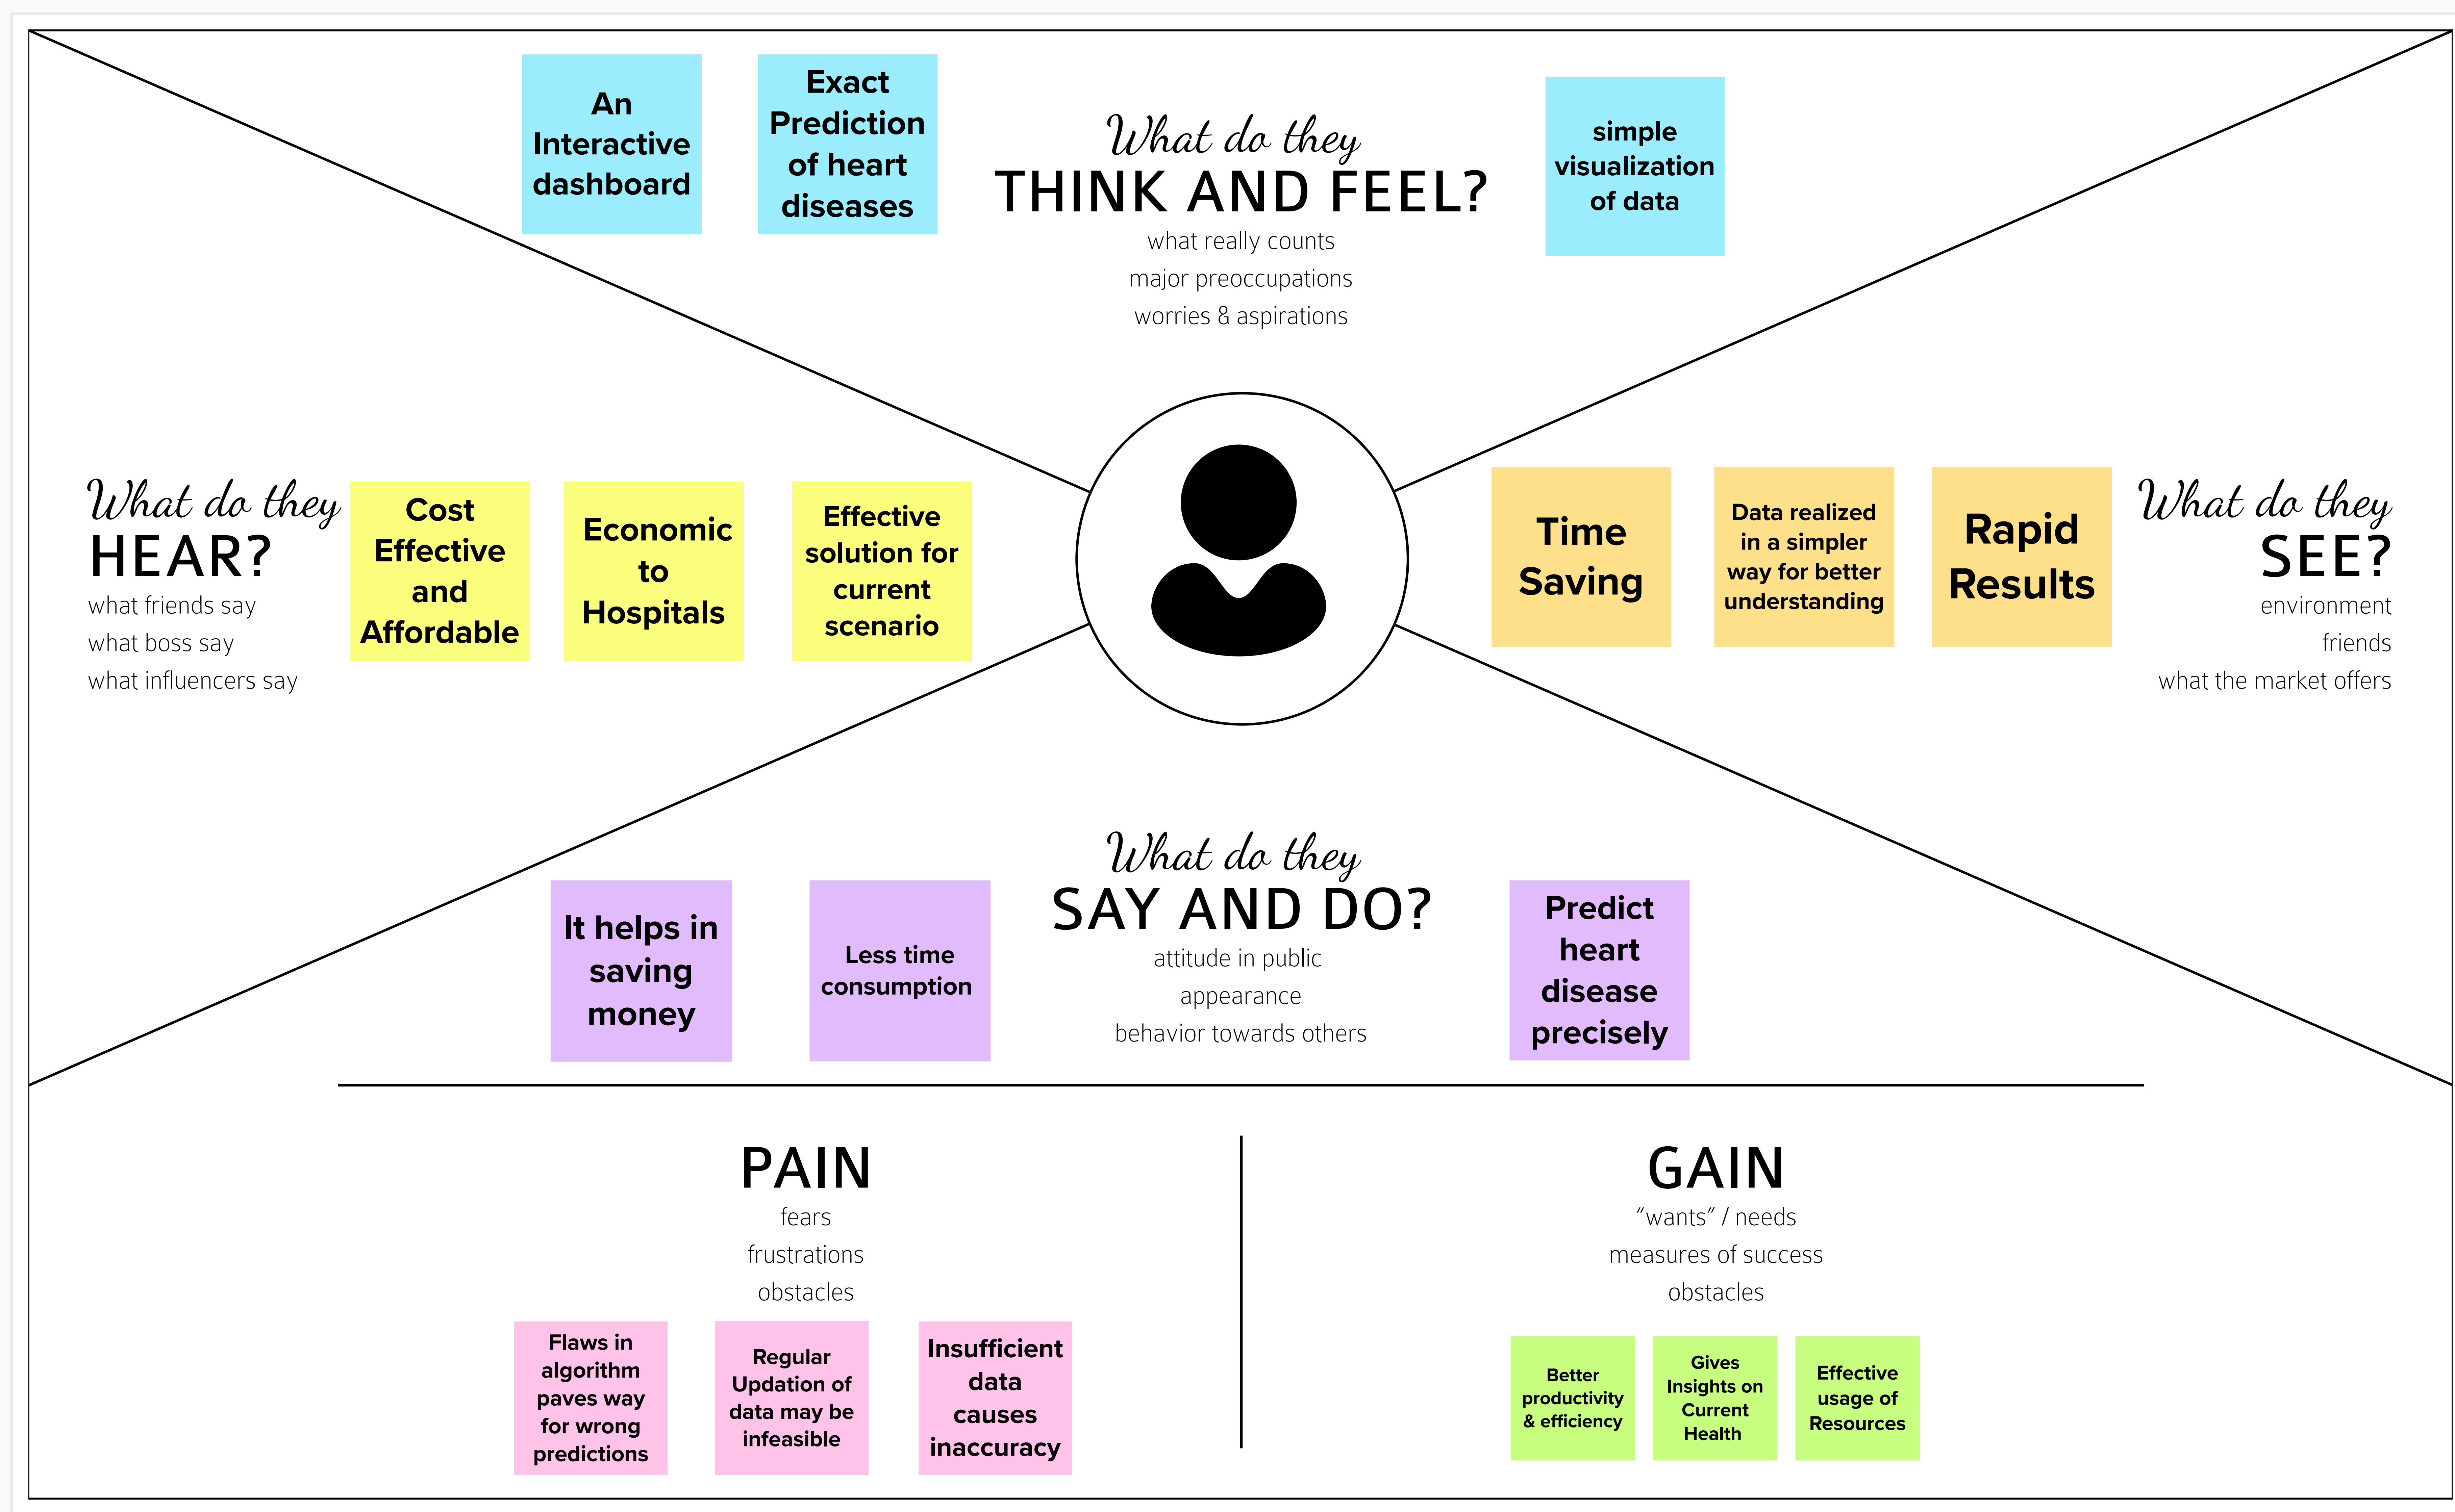 An
Interactive
dashboard
Exact
Prediction
of heart
diseases
What do they
THINK AND FEEL?
what really counts
major preoccupations
worries & aspirations
simple
visualization
of data
What do they
HEAR?
what friends say
what boss say
what influencers say
Cost
Effective
and
Affordable
Economic
to
Hospitals
Effective
solution for
current
scenario
Time
Saving
Data realized
in a simpler
way for better
understanding
Rapid
Results
What do they
SEE?
environment
friends
what the market offers
It helps in
saving
money
Less time
consumption
What do they
SAY AND DO?
attitude in public
appearance
behavior towards others
Predict
heart
disease
precisely
PAIN
fears
frustrations
obstacles
Flaws in
algorithm
paves way
for wrong
predictions
Regular
Updation of
data may be
infeasible
Insufficient
data
causes
inaccuracy
GAIN
“wants” / needs
measures of success
obstacles
Better
productivity
& efficiency
Gives
Insights on
Current
Health
Effective
usage of
Resources